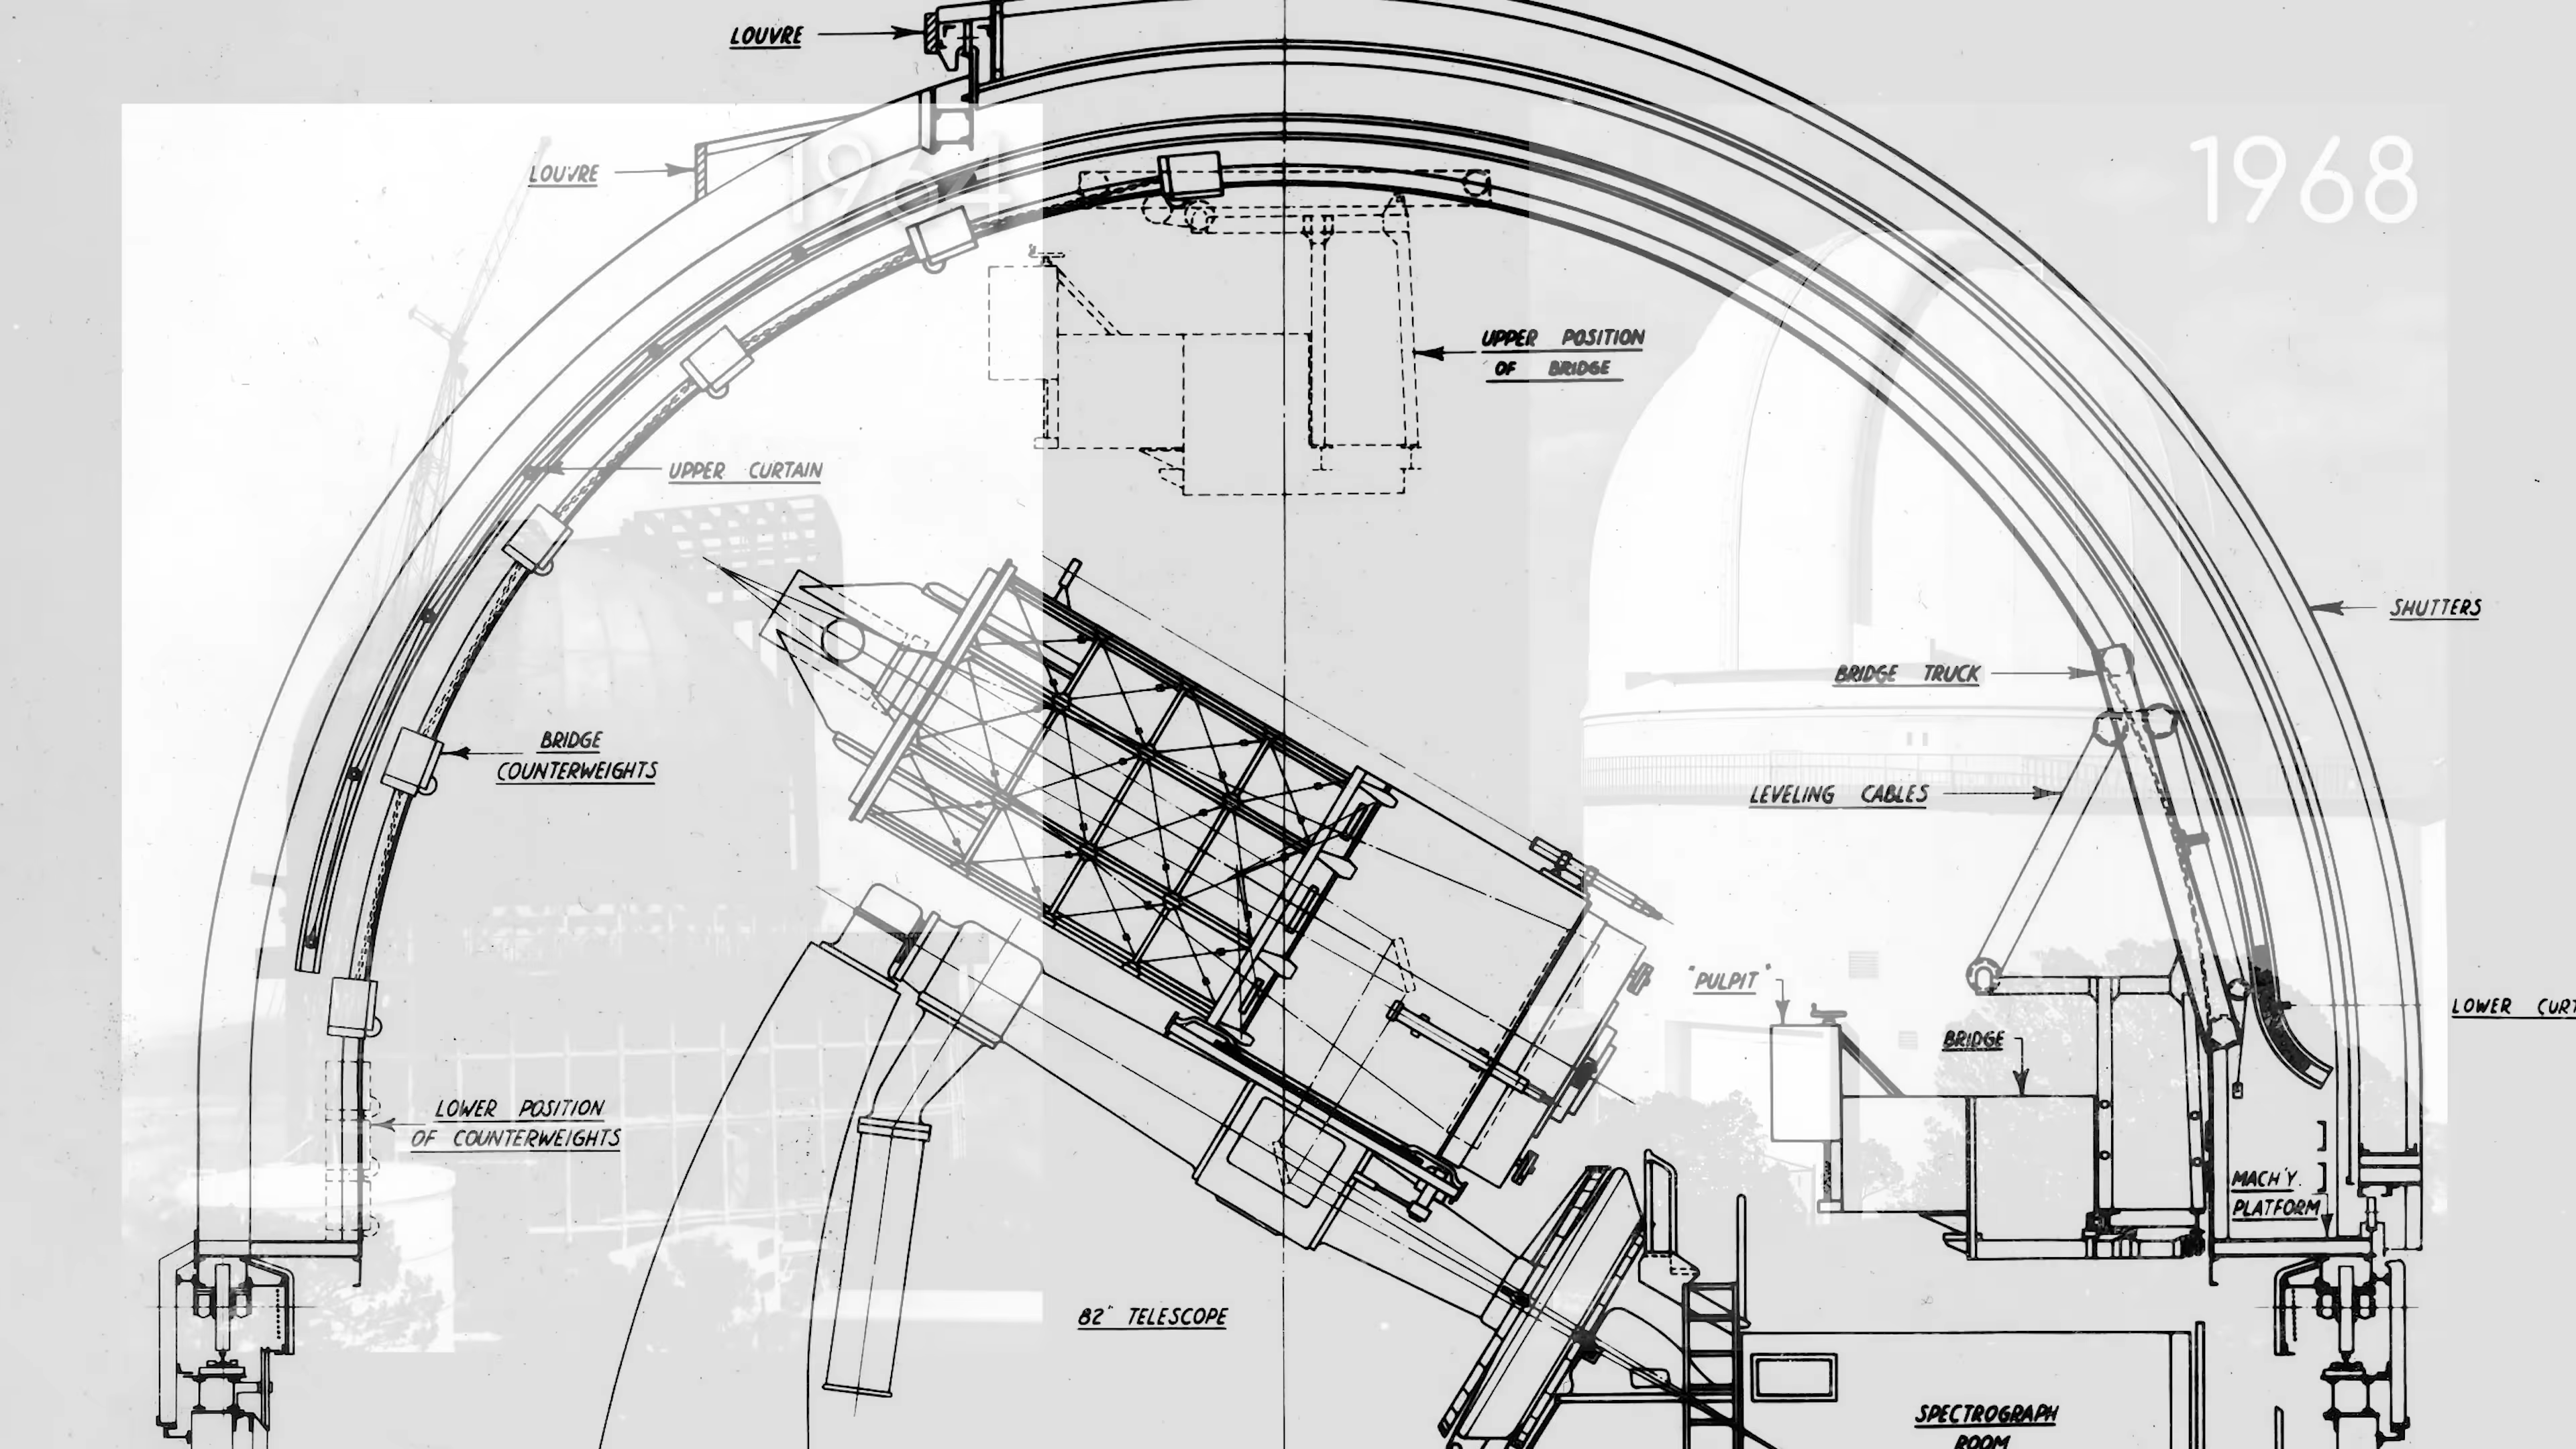 LOUVRE
1964
1968
LOUVRE
UPPER POSITION
OF BRIDGE
UPPER CURTAIN
SHUTTERS
BRIDGE TRUCK
BRIDGE
COUNTERWEIGHTS
LEVELING CABLES
"PULPIT"
LOWER CURT
BRIDGE
LOWER POSITION
OF COUNTERWEIGHTS
MACH'Y.
PLATFORM
82" TELESCOPE
SPECTROGRAPH
ROOM